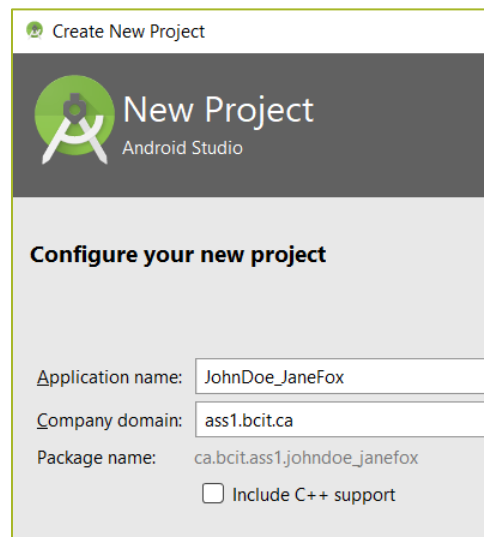 Create New Project
New Project
Android Studio
Configure your new project
Application name: JohnDoe_JaneFox
Company domain: ass1.bcit.ca
Package name: ca.bcit.ass1.johndoe_janefox
Include C++ support